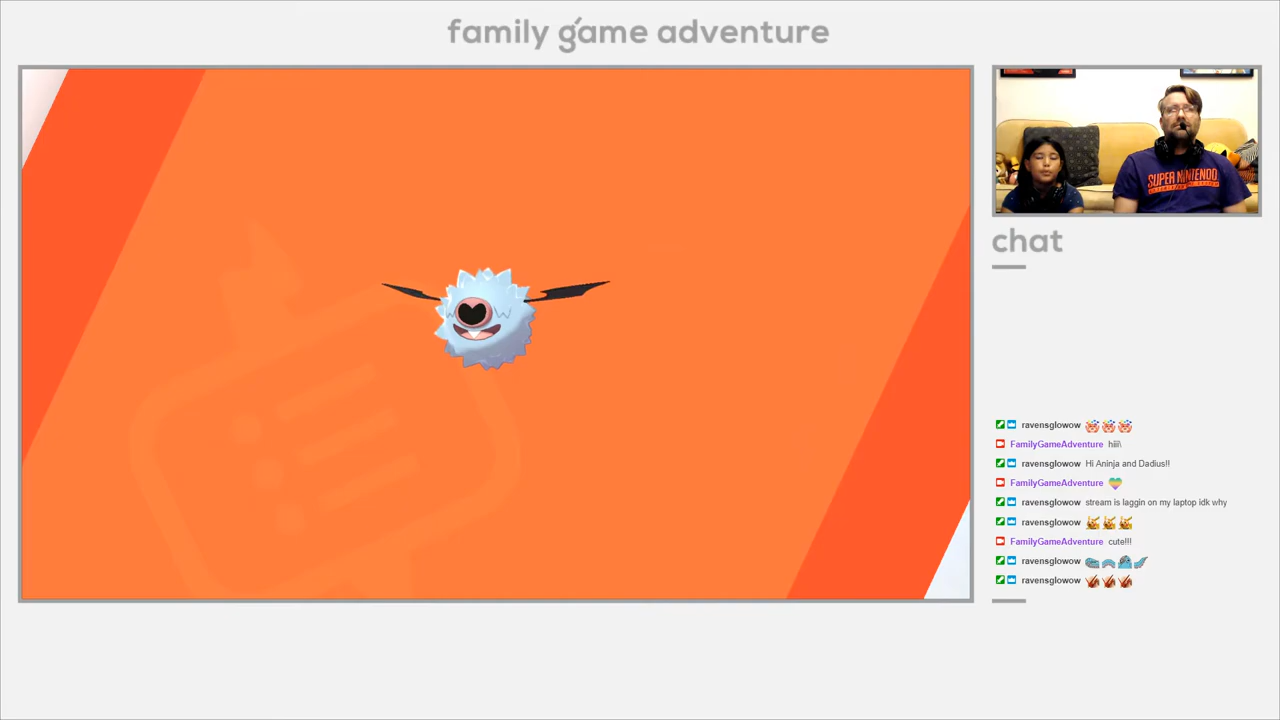 family game adventure
SUPER NINTENDO
chat
ravensglowow
FamilyGameAdventure hiii\
ravensglowow Hi Aninja and Dadius!!
FamilyGameAdventure
ravensglowow stream is laggin on my laptop idk why
ravensglowow
FamilyGameAdventure cute!!!
ravensglowow
ravensglowow